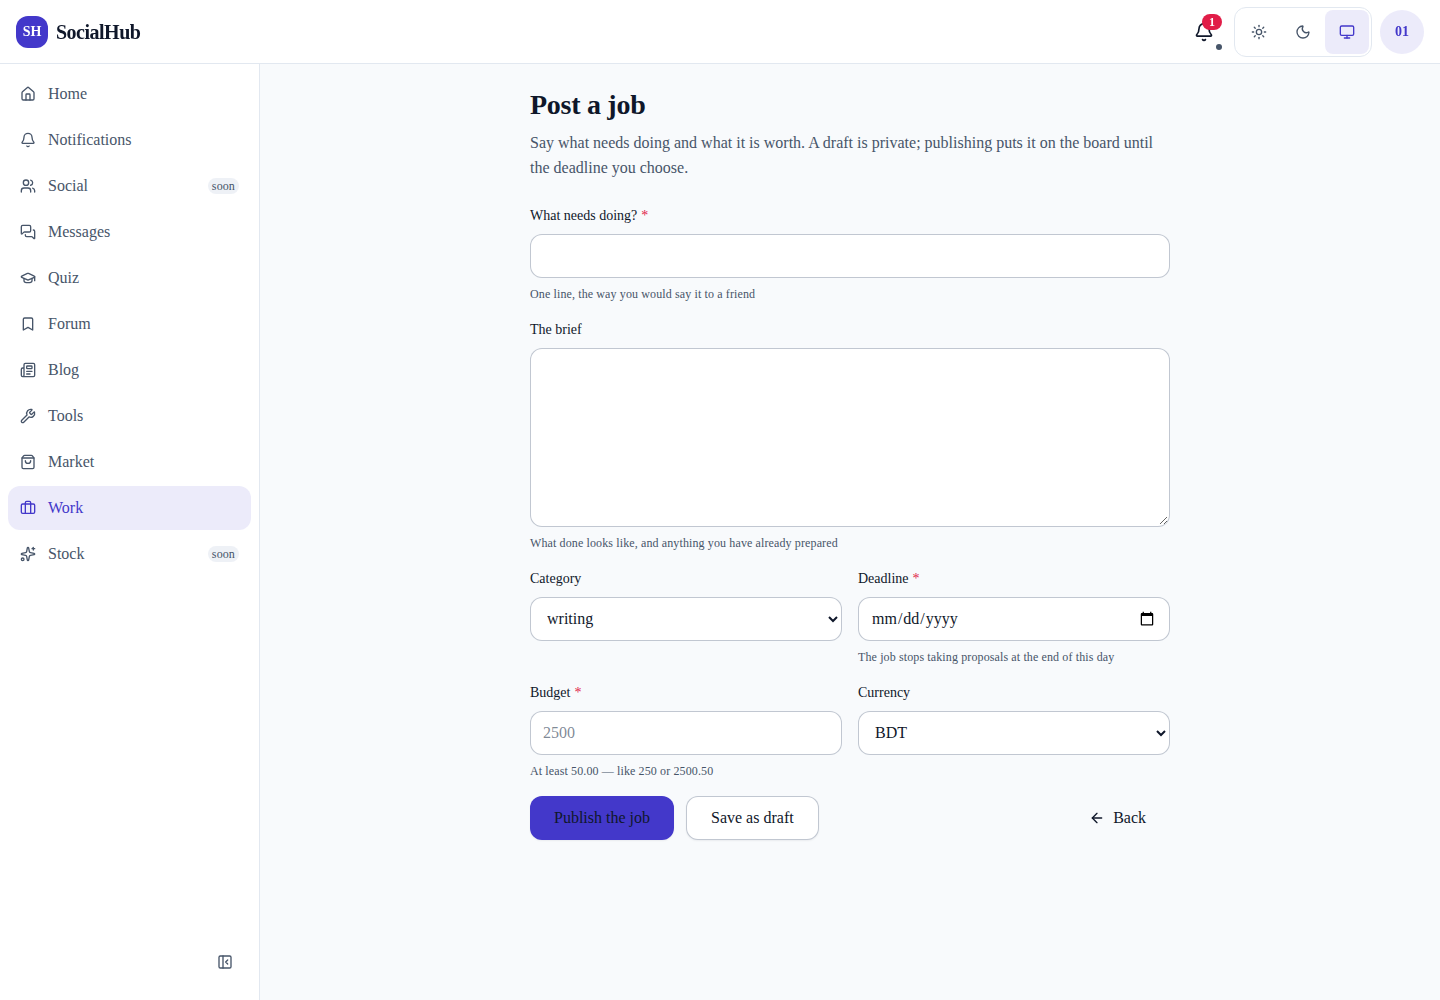 SH SocialHub
1
01
Home
Notifications
Social soon
Messages
Quiz
Forum
Blog
Tools
Market
Work
Stock soon
Post a job
Say what needs doing and what it is worth. A draft is private; publishing puts it on the board until
the deadline you choose.
What needs doing? *
One line, the way you would say it to a friend
The brief
What done looks like, and anything you have already prepared
Category
Deadline *
writing
mm/dd/yyyy
The job stops taking proposals at the end of this day
Budget *
Currency
2500
BDT
At least 50.00 — like 250 or 2500.50
Publish the job
Save as draft
Back